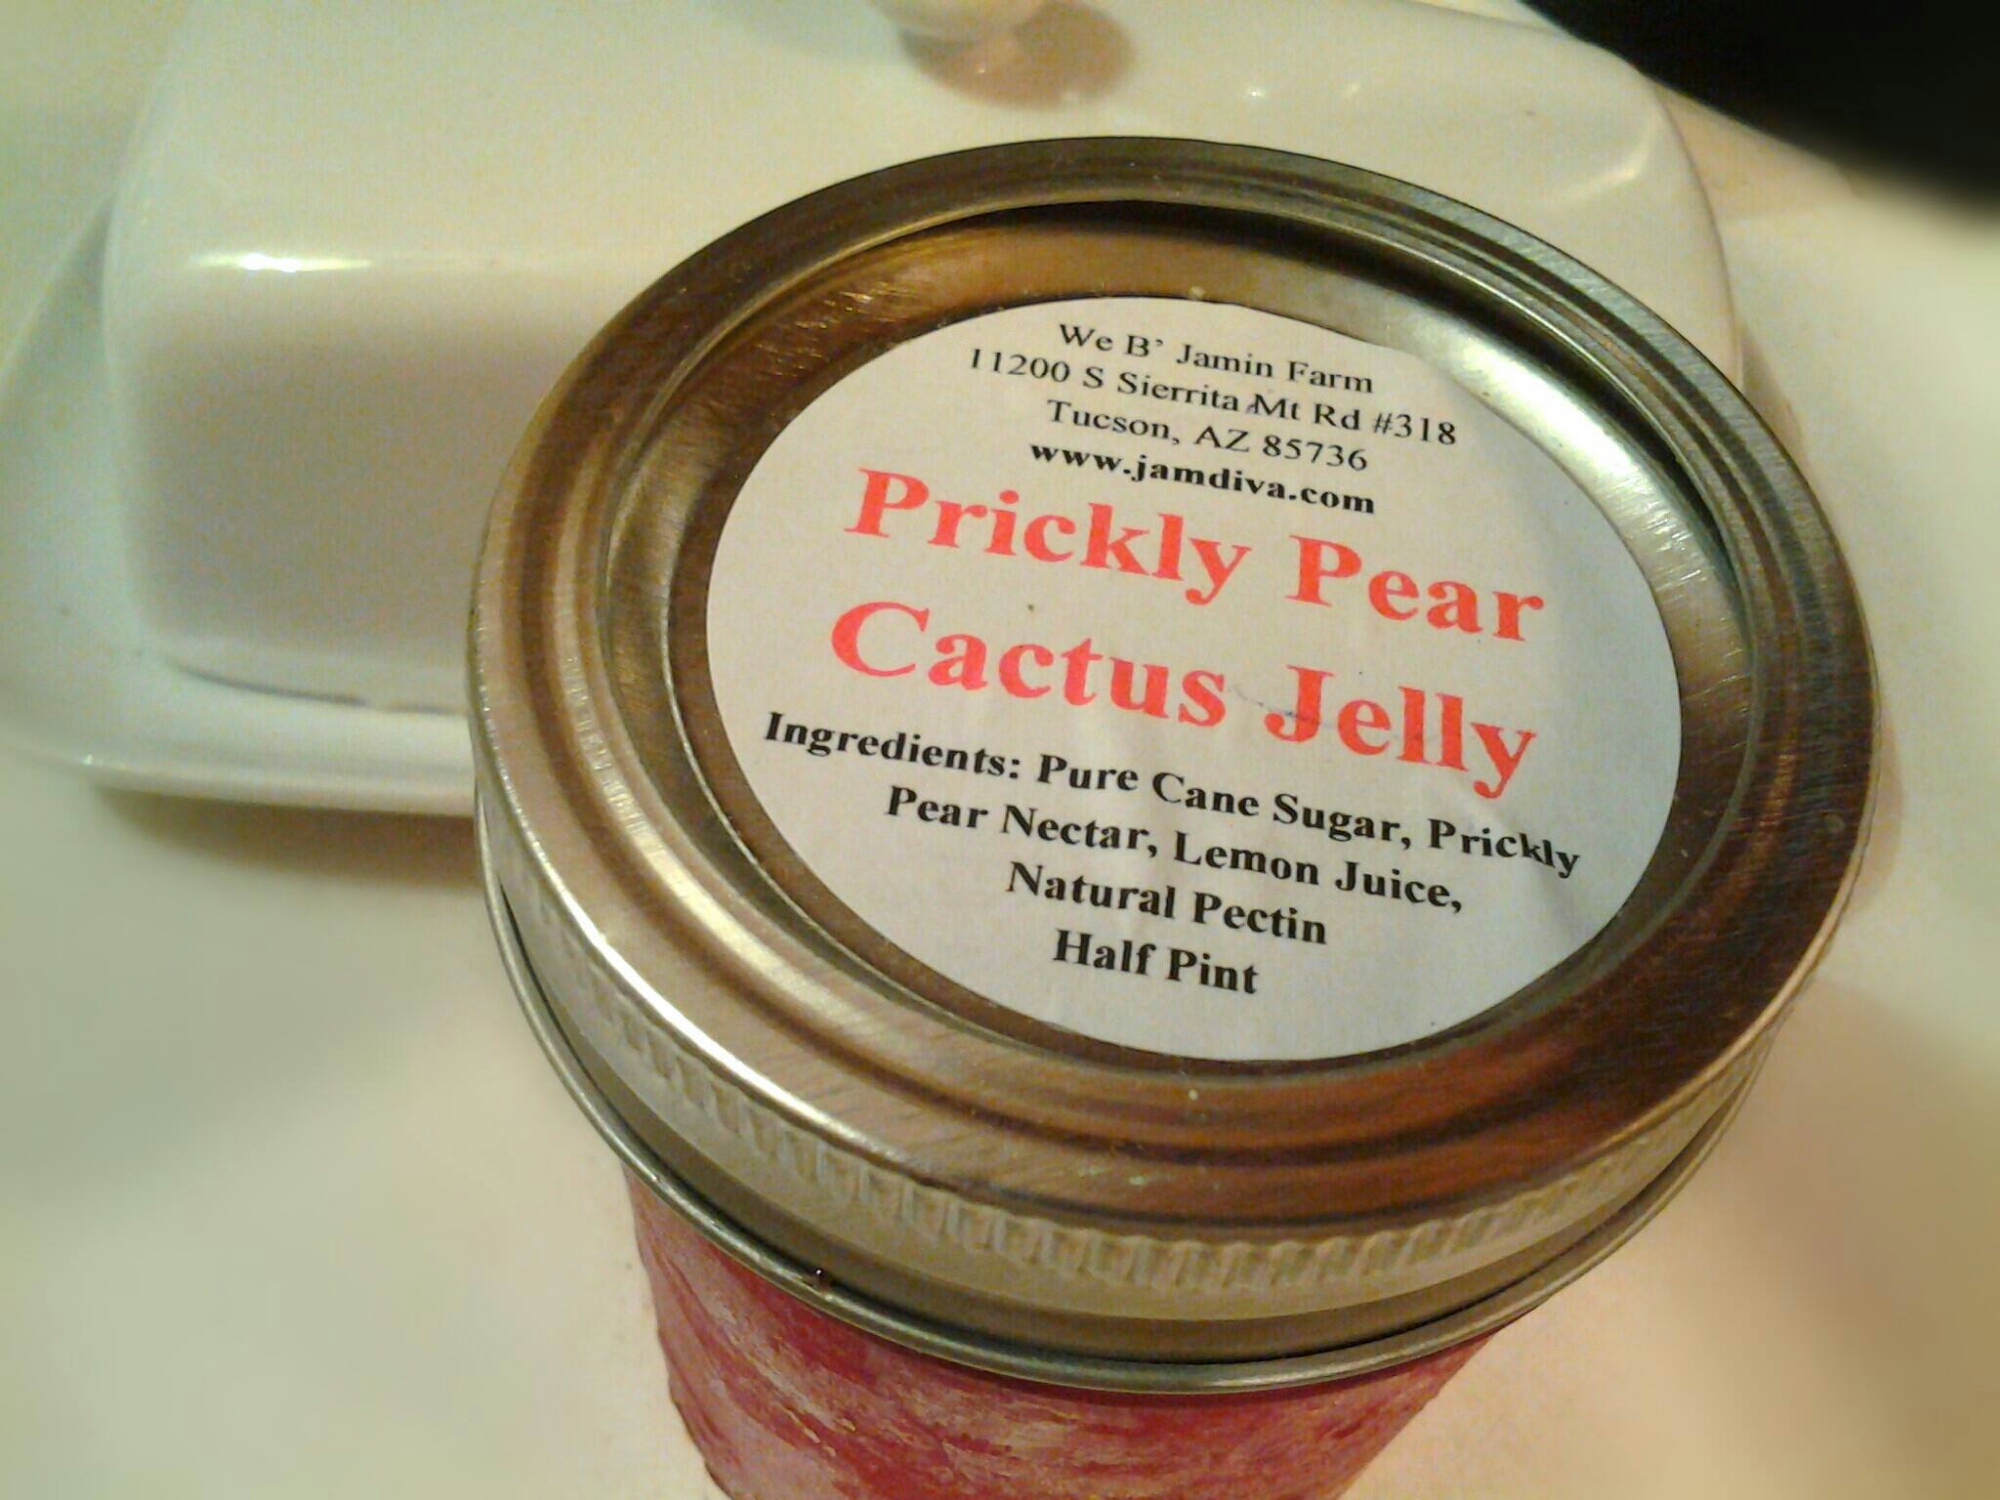 We B' Jamin Farm
11200 S Sierrita Mt Rd #318
Tucson, AZ 85736
www.jamdiva.com
Prickly Pear
Cactus Jelly
Ingredients: Pure Cane Sugar, Prickly
Pear Nectar, Lemon Juice,
Natural Pectin
Half Pint